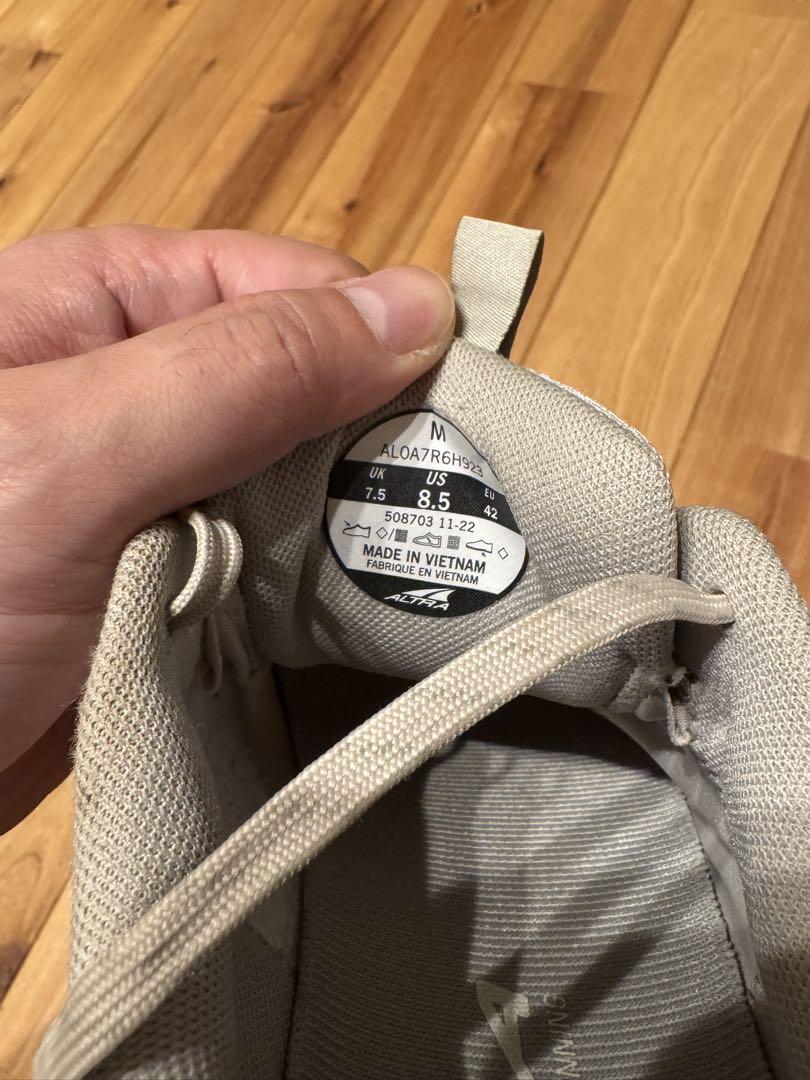 M
AL0A7R6H923
UK US EU
7.5 8.5 42
508703 11-22
MADE IN VIETNAM
FABRIQUE EN VIETNAM
ALTRA